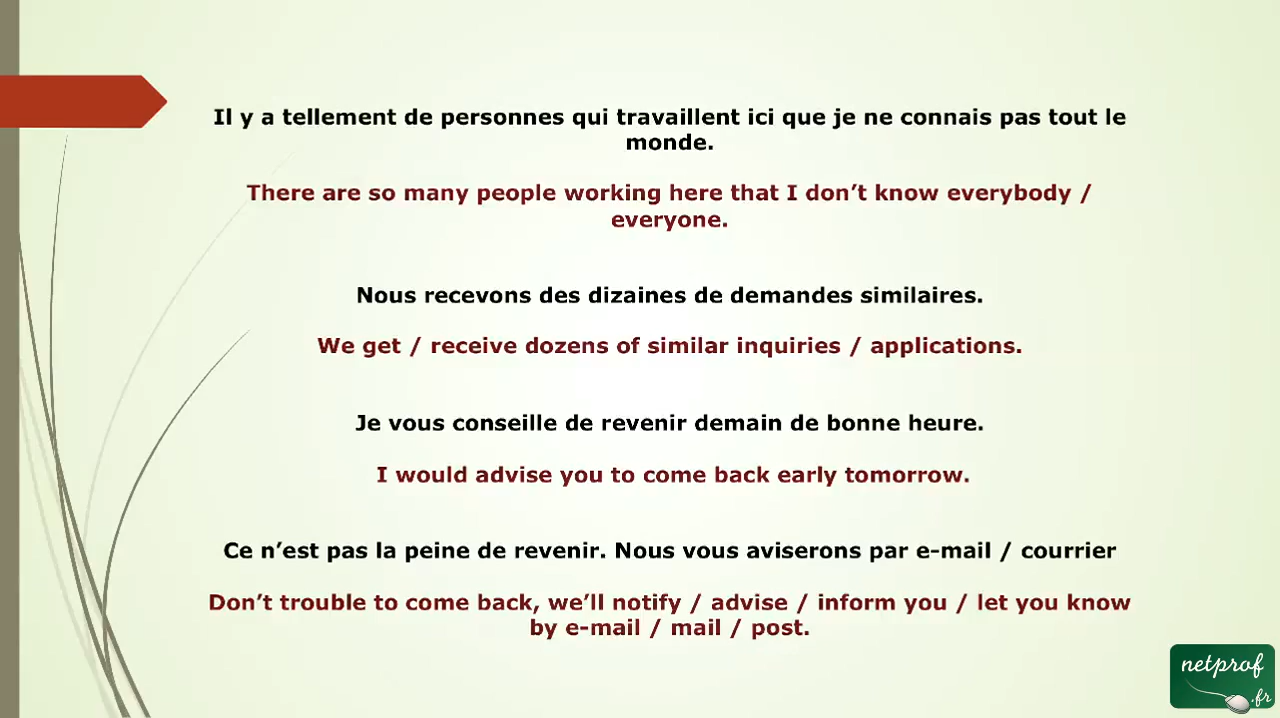 Il y a tellement de personnes qui travaillent ici que je ne connais pas tout le
monde.
There are so many people working here that I don’t know everybody /
everyone.
Nous recevons des dizaines de demandes similaires.
We get / receive dozens of similar inquiries / applications.
Je vous conseille de revenir demain de bonne heure.
I would advise you to come back early tomorrow.
Ce n’est pas la peine de revenir. Nous vous aviserons par e-mail / courrier
Don’t trouble to come back, we’ll notify / advise / inform you / let you know
by e-mail / mail / post.
netprof
.fr